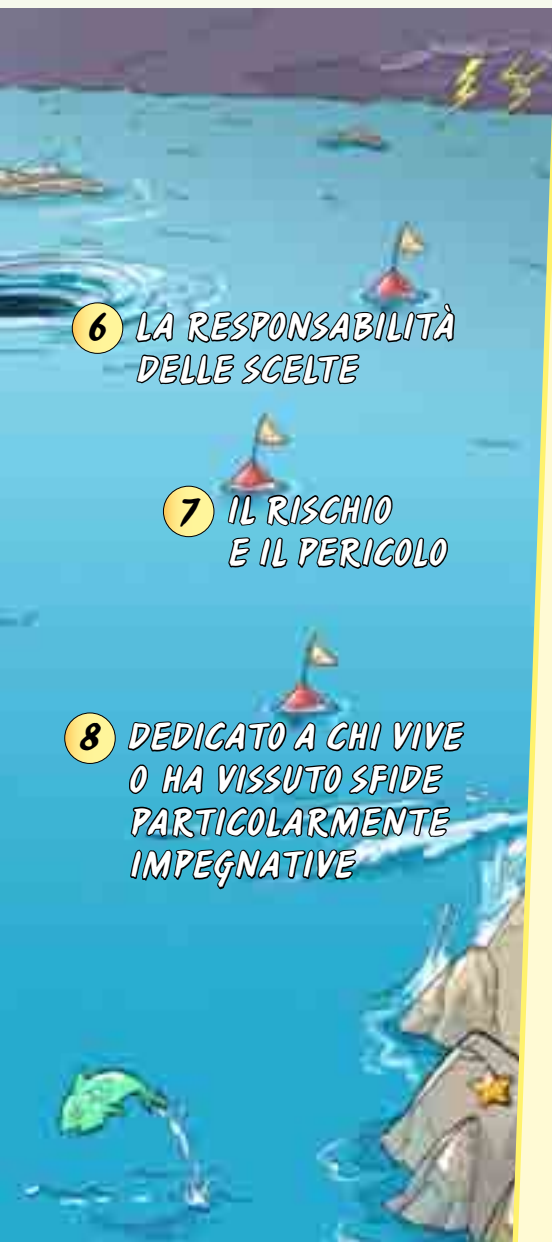 6 LA RESPONSABILITÀ
DELLE SCELTE
7 IL RISCHIO
E IL PERICOLO
8 DEDICATO A CHI VIVE
O HA VISSUTO SFIDE
PARTICOLARMENTE
IMPEGNATIVE